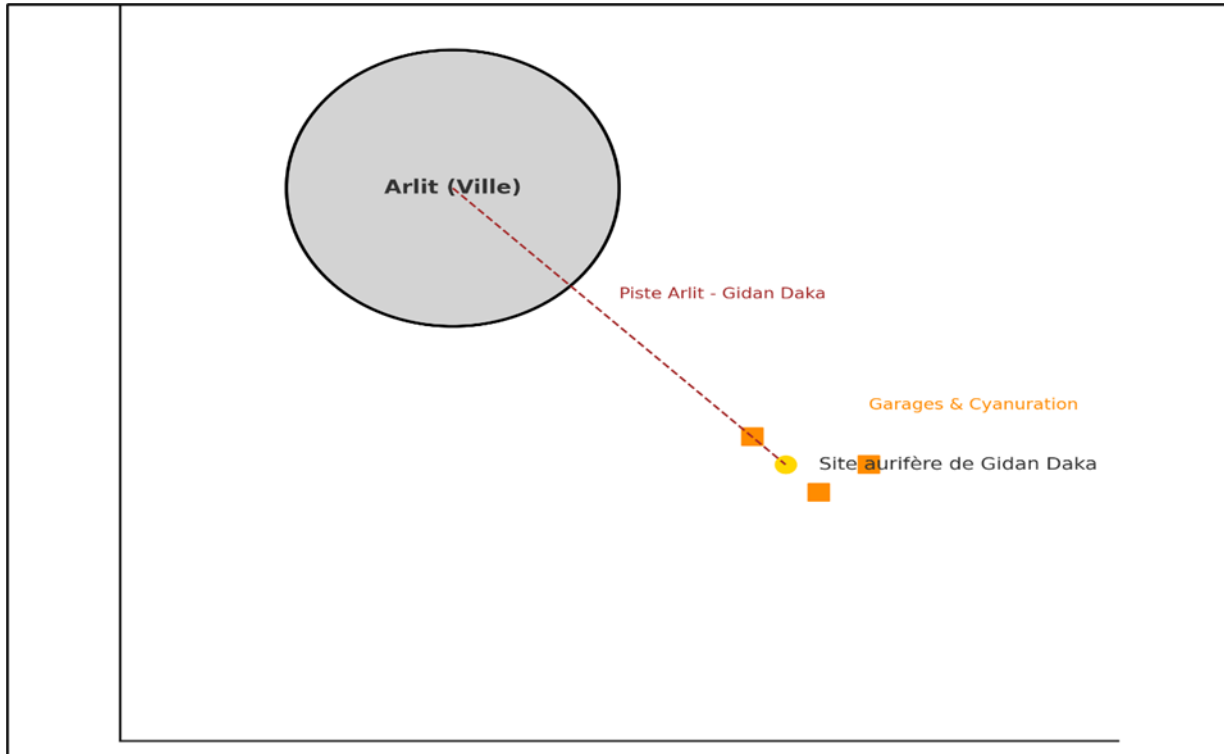 Arlit (Ville)
Piste Arlit - Gidan Daka
Garages & Cyanuration
Site aurifère de Gidan Daka